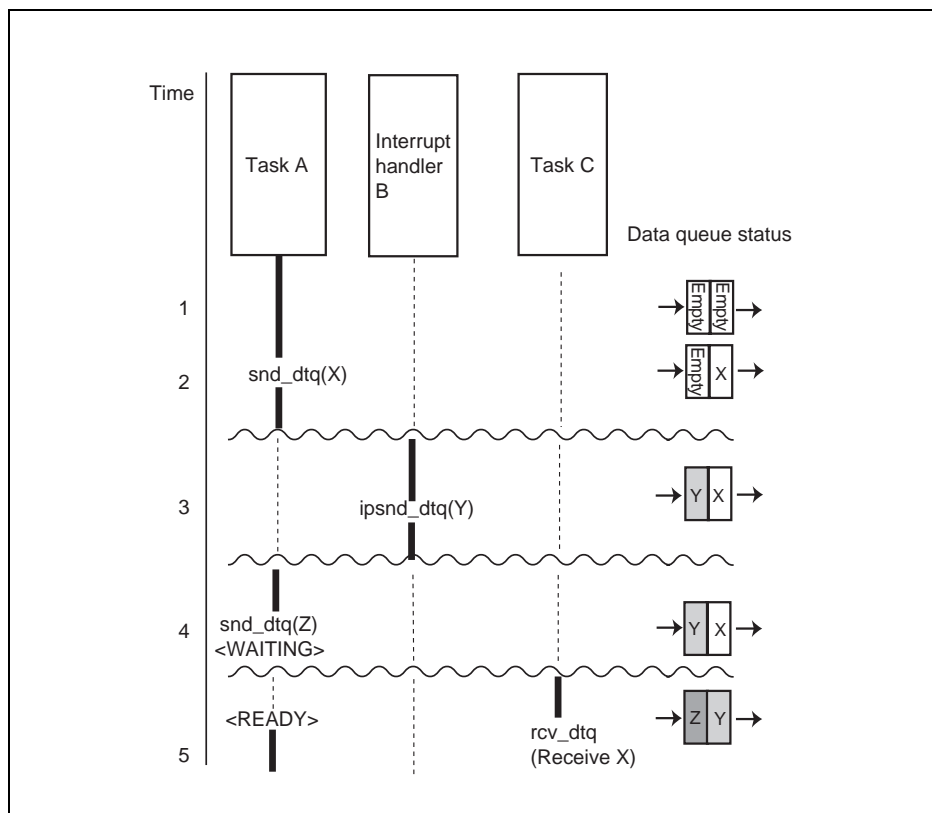 Time
Task A
Interrupt
handler
B
Task C
Data queue status
1
Empty
Empty
2
snd_dtq(X)
Empty
X
3
ipsnd_dtq(Y)
Y
X
4
snd_dtq(Z)
<WAITING>
Y
X
<READY>
5
rcv_dtq
(Receive X)
Z
Y